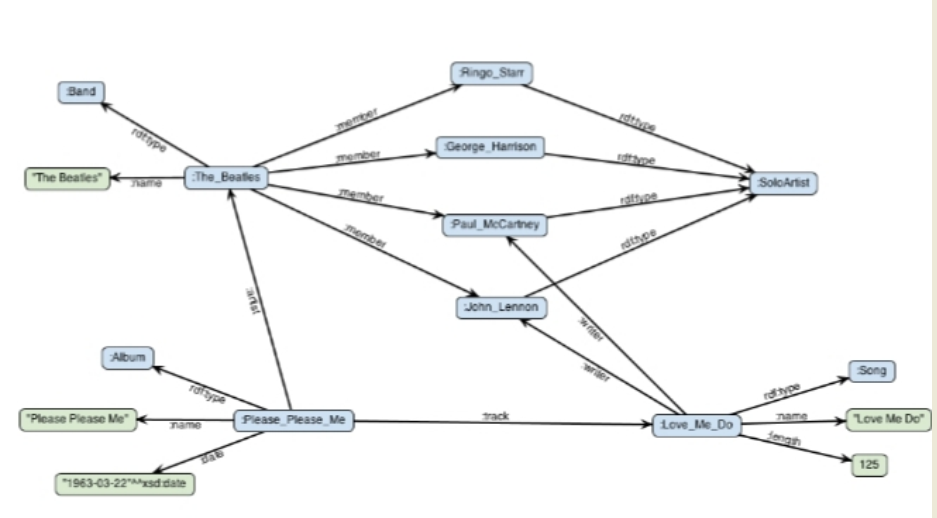 :Ringo_Starr
:Band
:member
rdf:type
rdf:type
:George_Harrison
:member
rdf:type
"The Beatles"
:name
:The_Beatles
:SoloArtist
:member
rdf:type
:Paul_McCartney
:member
rdf:type
:artist
:John_Lennon
:writer
:Album
:writer
:Song
rdf:type
rdf:type
"Please Please Me"
:name
:Please_Please_Me
:track
:Love_Me_Do
:name
"Love Me Do"
:length
:date
125
"1963-03-22"^^xsd:date